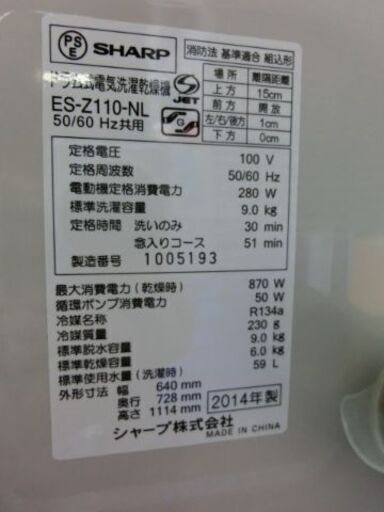 PS
E
SHARP
消防法 基準適合 組込形
場所 離隔距離
上方 15cm
前方 開放
左/右/後方 1cm
下方 0cm
ドラム式電気洗濯乾燥機
ES-Z110-NL
50/60 Hz共用
S JET
定格電圧 100 V
定格周波数 50/60 Hz
電動機定格消費電力 280 W
標準洗濯容量 9.0 kg
定格時間 洗いのみ 30 min
念入りコース 51 min
製造番号 1005193
最大消費電力(乾燥時) 870 W
循環ポンプ消費電力 50 W
冷媒名称 R134a
冷媒質量 230 g
標準脱水容量 9.0 kg
標準乾燥容量 6.0 kg
標準使用水量(洗濯時) 59 L
外形寸法 幅 640 mm
奥行 728 mm
高さ 1114 mm
2014年製
シャープ株式会社
MADE IN CHINA